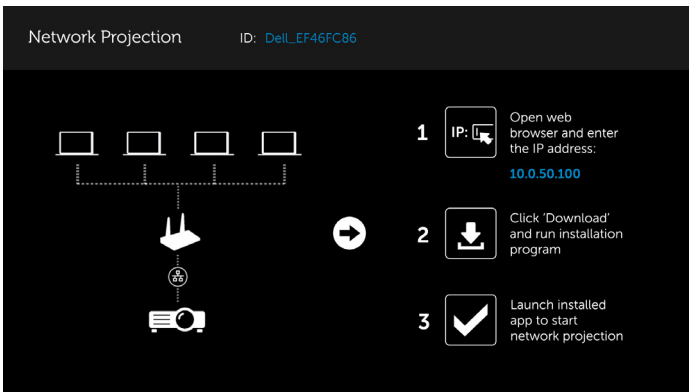 Network Projection
ID: Dell_EF46FC86
1
IP:
Open web
browser and enter
the IP address:
10.0.50.100
2
Click 'Download'
and run installation
program
3
Launch installed
app to start
network projection